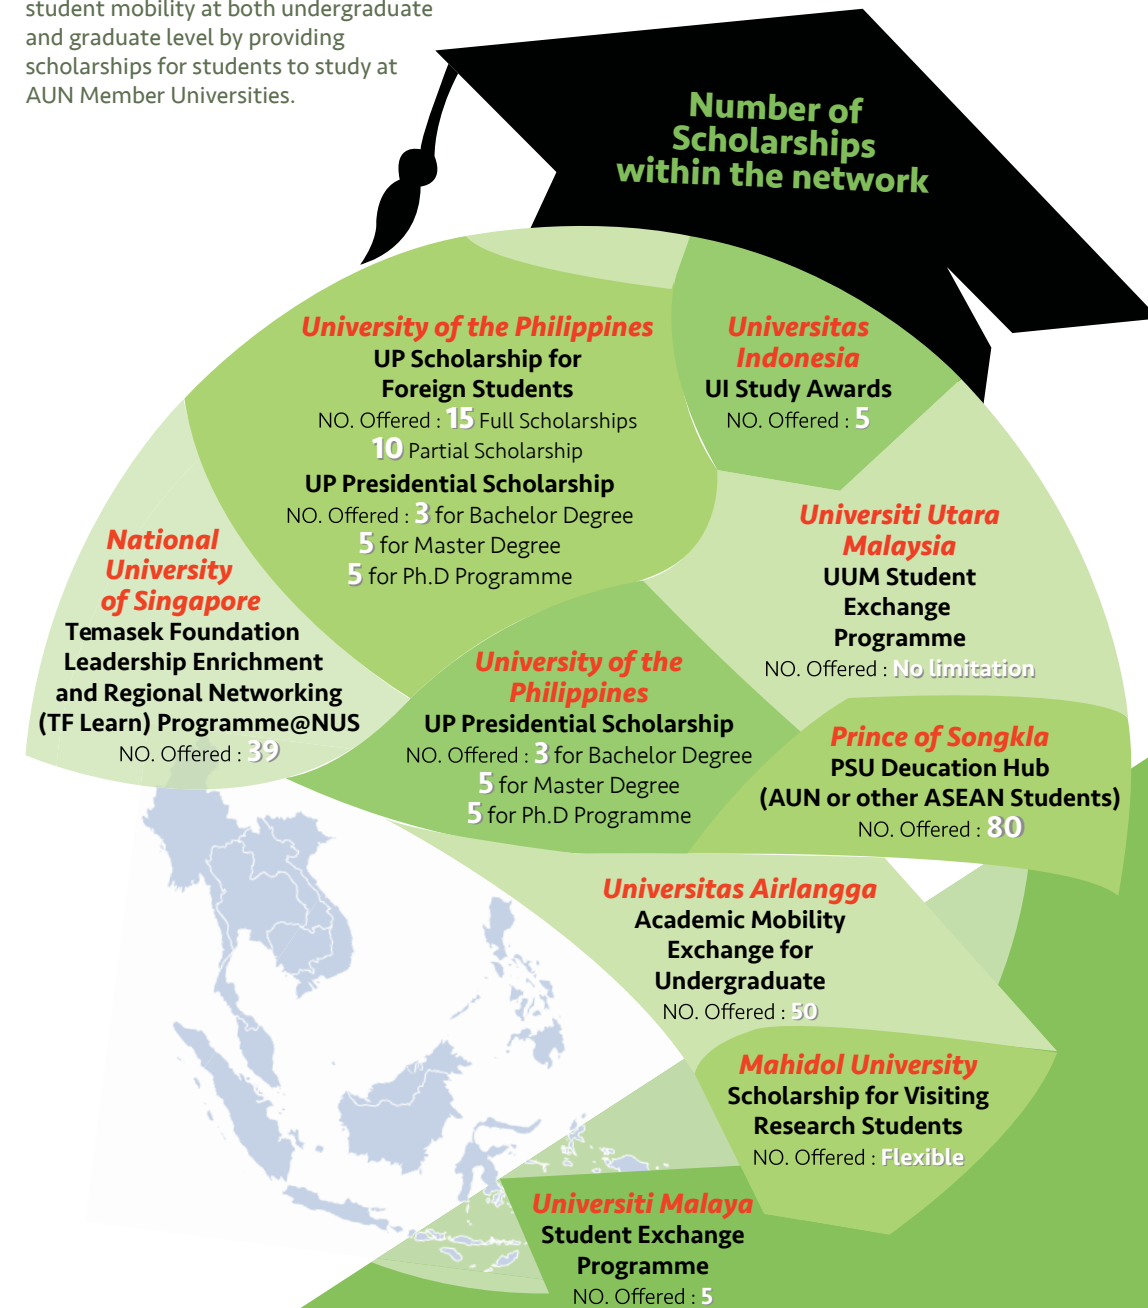 student mobility at both undergraduate
and graduate level by providing
scholarships for students to study at
AUN Member Universities.
Number of
Scholarships
within the network
University of the Philippines
UP Scholarship for
Foreign Students
NO. Offered : 15 Full Scholarships
10 Partial Scholarship
UP Presidential Scholarship
NO. Offered : 3 for Bachelor Degree
5 for Master Degree
5 for Ph.D Programme
Universitas
Indonesia
UI Study Awards
NO. Offered : 5
National
University
of Singapore
Temasek Foundation
Leadership Enrichment
and Regional Networking
(TF Learn) Programme@NUS
NO. Offered : 39
Universiti Utara
Malaysia
UUM Student
Exchange
Programme
NO. Offered : No limitation
University of the
Philippines
UP Presidential Scholarship
NO. Offered : 3 for Bachelor Degree
5 for Master Degree
5 for Ph.D Programme
Prince of Songkla
PSU Deucation Hub
(AUN or other ASEAN Students)
NO. Offered : 80
Universitas Airlangga
Academic Mobility
Exchange for
Undergraduate
NO. Offered : 50
Mahidol University
Scholarship for Visiting
Research Students
NO. Offered : Flexible
Universiti Malaya
Student Exchange
Programme
NO. Offered : 5